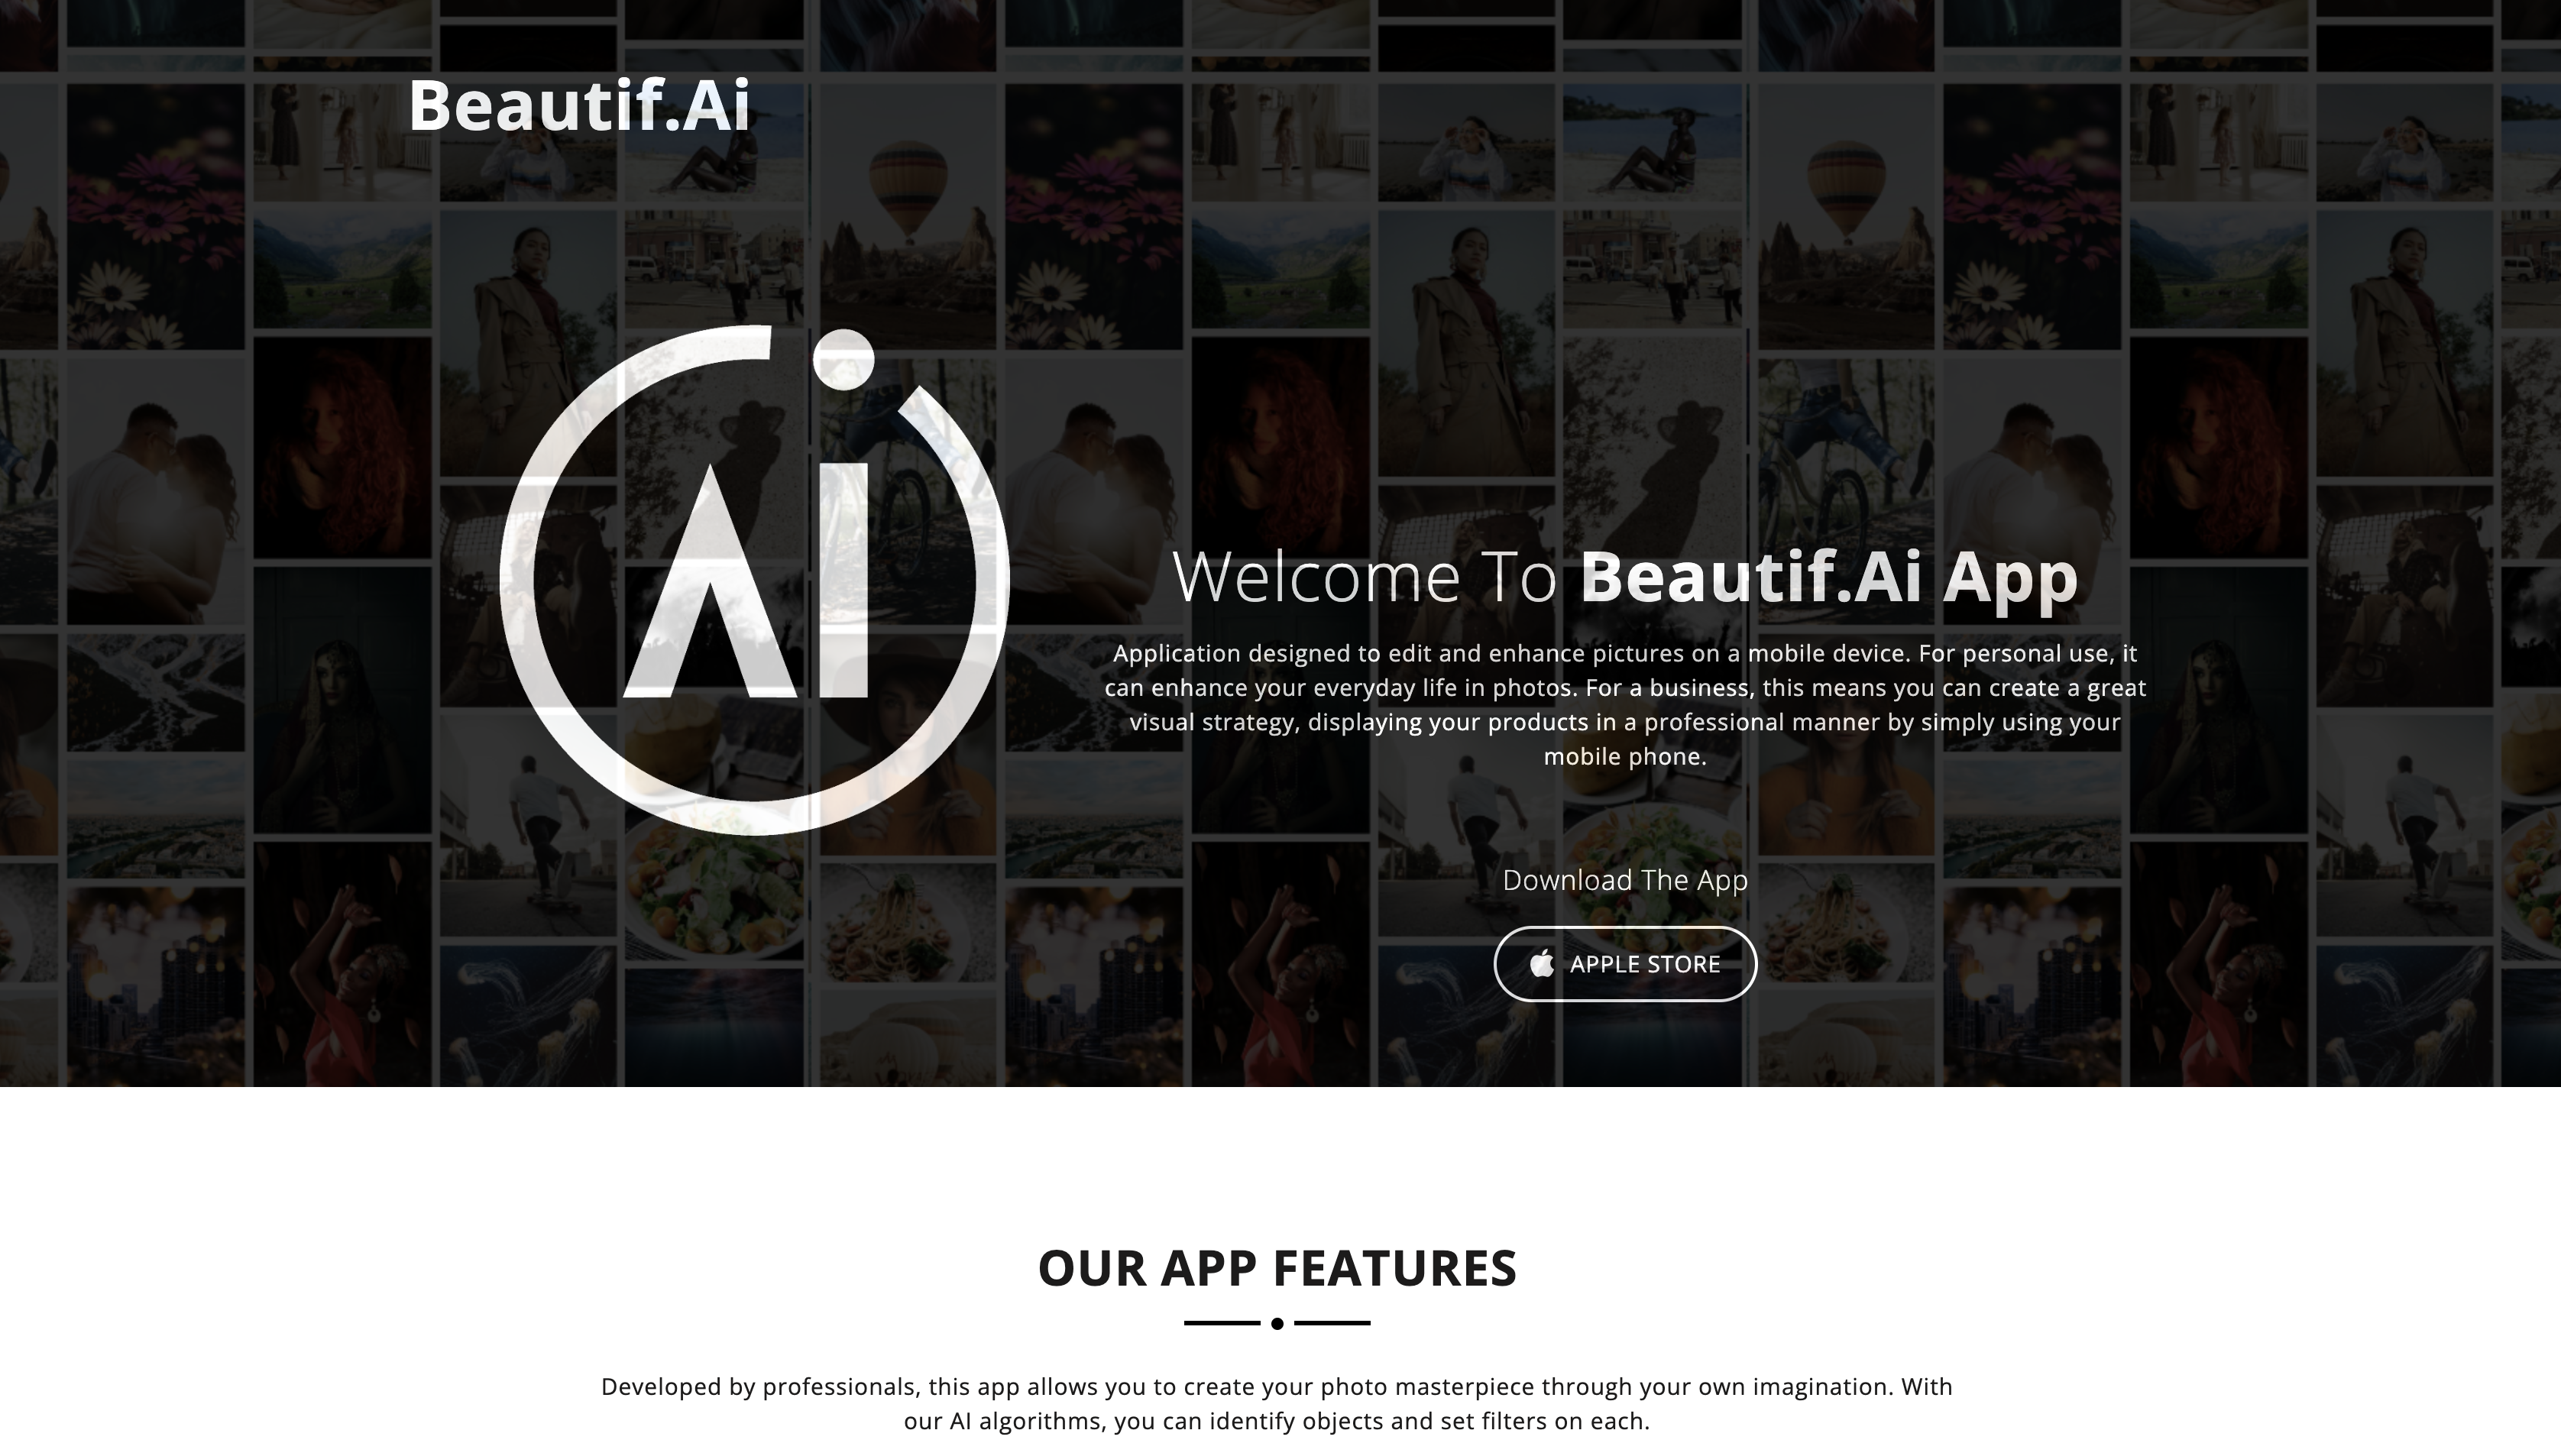 Beautif.Ai
Ai
Welcome To Beautif.Ai App
Application designed to edit and enhance pictures on a mobile device. For personal use, it
can enhance your everyday life in photos. For a business, this means you can create a great
visual strategy, displaying your products in a professional manner by simply using your
mobile phone.
Download The App
APPLE STORE
OUR APP FEATURES
Developed by professionals, this app allows you to create your photo masterpiece through your own imagination. With
our AI algorithms, you can identify objects and set filters on each.